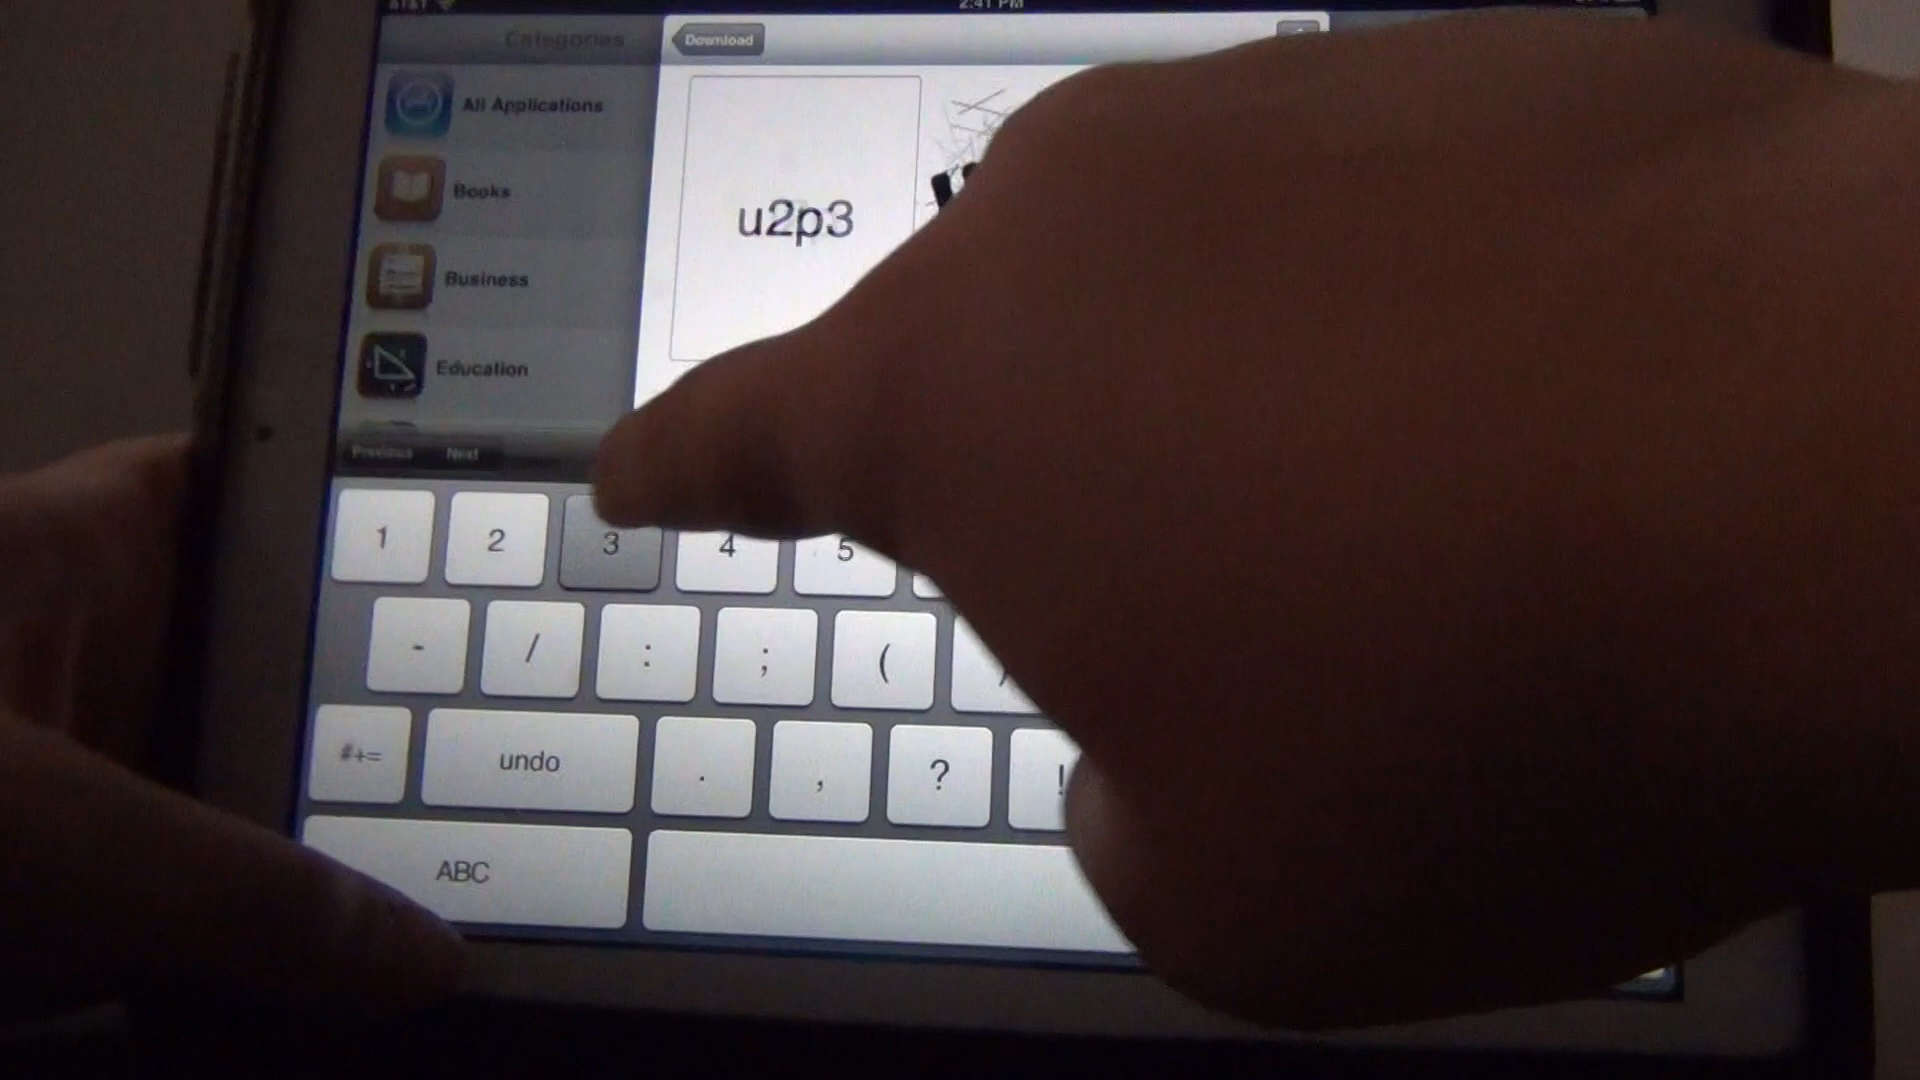 AT&T
2:41 PM
Categories
Download
All Applications
Books
u2p3
Business
Education
Previous Next
1 2 3 4 5
- / : ; ( )
#+= undo . , ? !
ABC